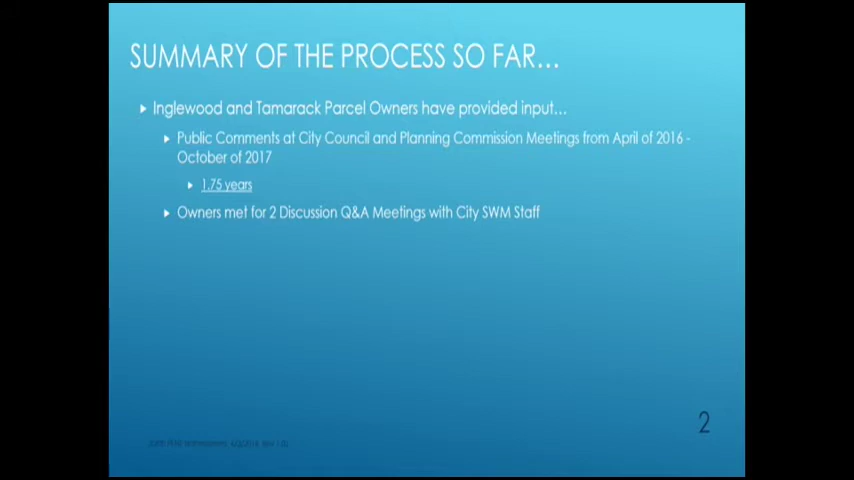 SUMMARY OF THE PROCESS SO FAR…
Inglewood and Tamarack Parcel Owners have provided input…
Public Comments at City Council and Planning Commission Meetings from April of 2016 -
October of 2017
1.75 years
Owners met for 2 Discussion Q&A Meetings with City SWM Staff
2